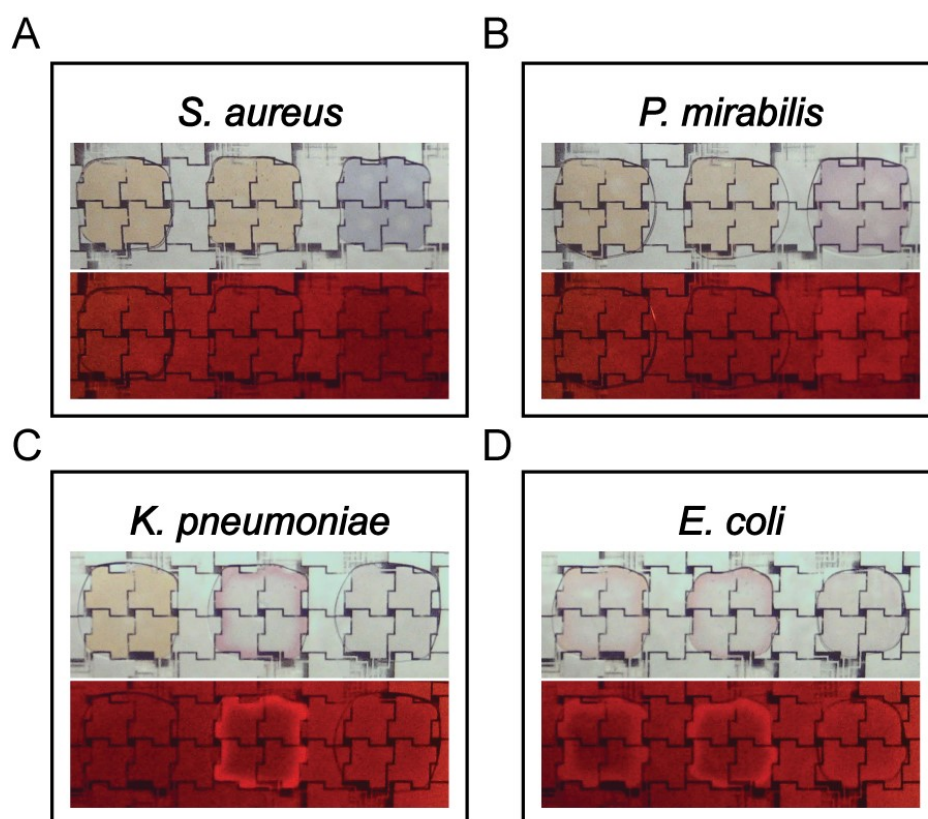 A
B
S. aureus
P. mirabilis
C
D
K. pneumoniae
E. coli